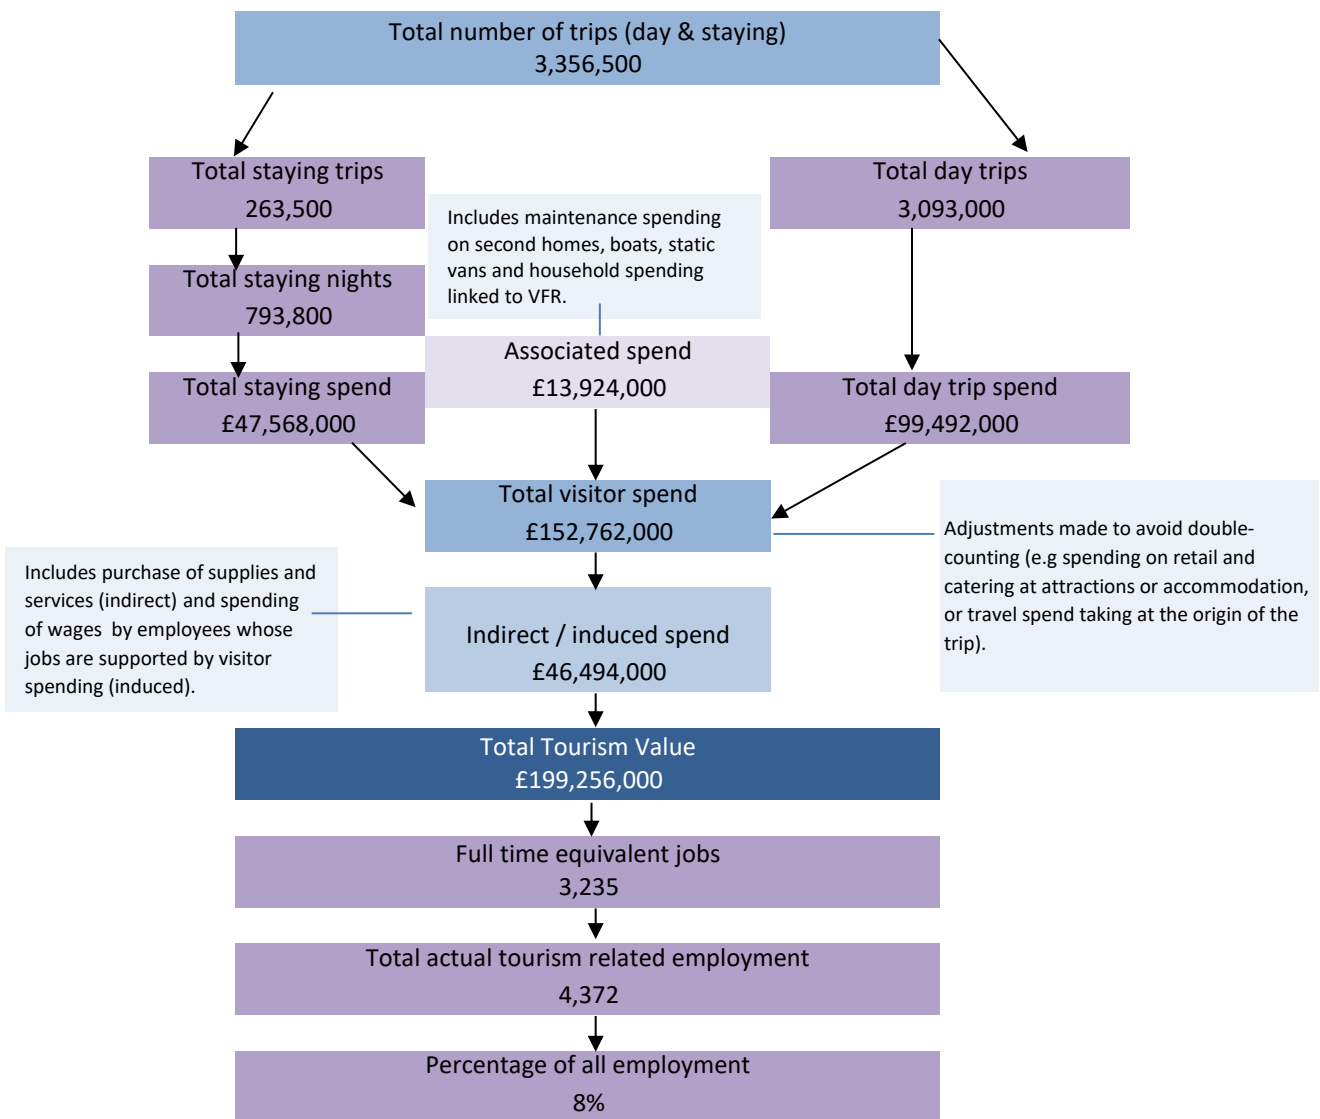 Total number of trips (day & staying)
3,356,500
Total staying trips
263,500
Total day trips
3,093,000
Includes maintenance spending
on second homes, boats, static
vans and household spending
linked to VFR.
Total staying nights
793,800
Associated spend
£13,924,000
Total staying spend
£47,568,000
Total day trip spend
£99,492,000
Total visitor spend
£152,762,000
Adjustments made to avoid double-
counting (e.g spending on retail and
catering at attractions or accommodation,
or travel spend taking at the origin of the
trip).
Includes purchase of supplies and
services (indirect) and spending
of wages by employees whose
jobs are supported by visitor
spending (induced).
Indirect / induced spend
£46,494,000
Total Tourism Value
£199,256,000
Full time equivalent jobs
3,235
Total actual tourism related employment
4,372
Percentage of all employment
8%